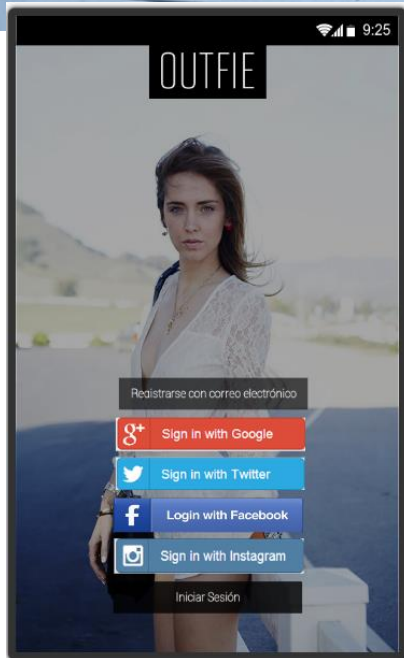 9:25
OUTFIE
Registrarse con correo electrónico
g+ Sign in with Google
Sign in with Twitter
f Login with Facebook
Sign in with Instagram
Iniciar Sesión